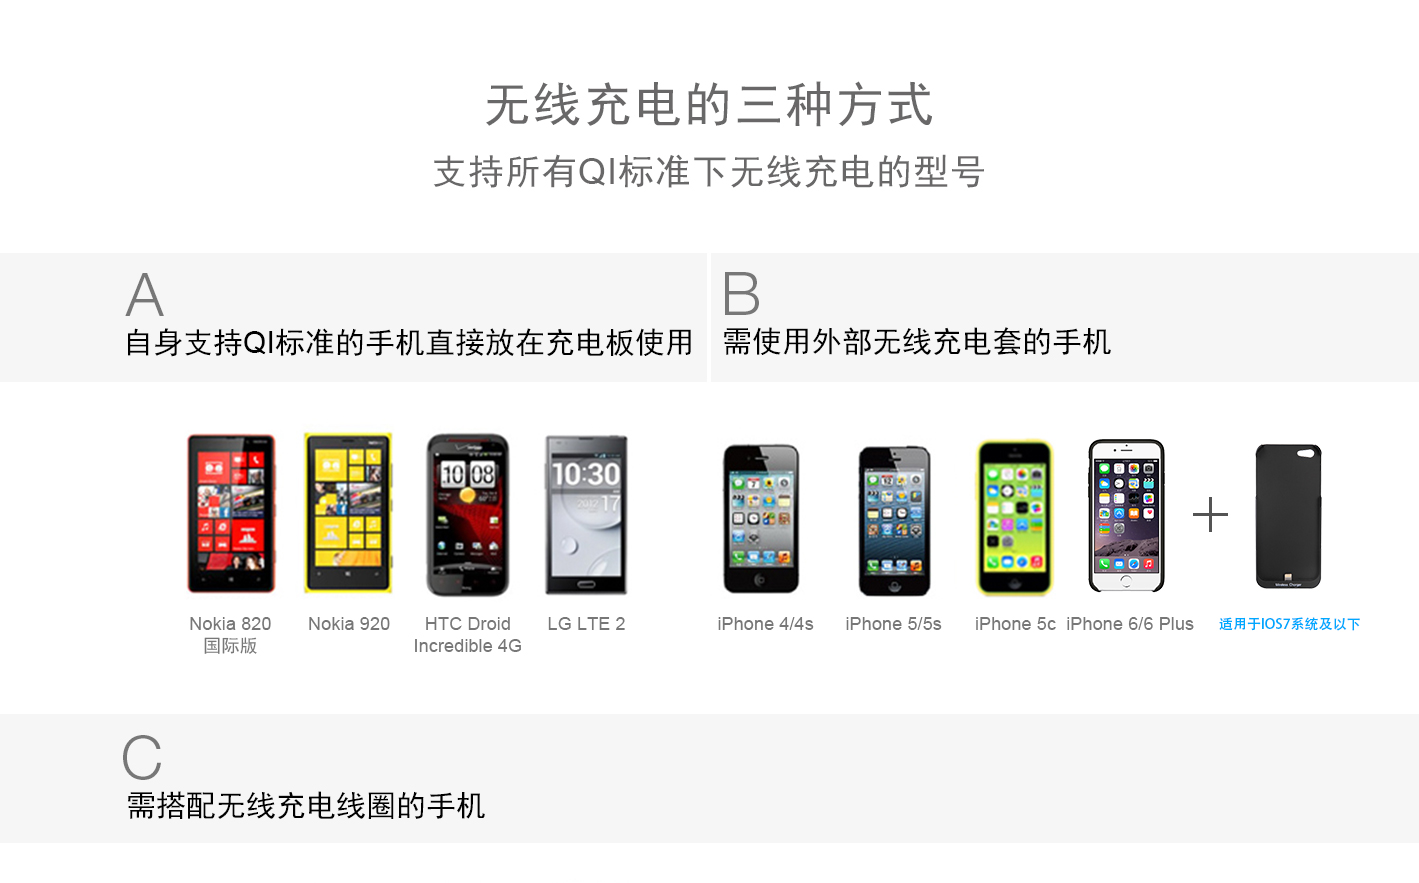 无线充电的三种方式
支持所有QI标准下无线充电的型号
A
自身支持QI标准的手机直接放在充电板使用
B
需使用外部无线充电套的手机
10:08
10:30
17
Wireless Charger
Nokia 820
国际版
Nokia 920
HTC Droid
Incredible 4G
LG LTE 2
iPhone 4/4s
iPhone 5/5s
iPhone 5c
iPhone 6/6 Plus
适用于IOS7系统及以下
C
需搭配无线充电线圈的手机